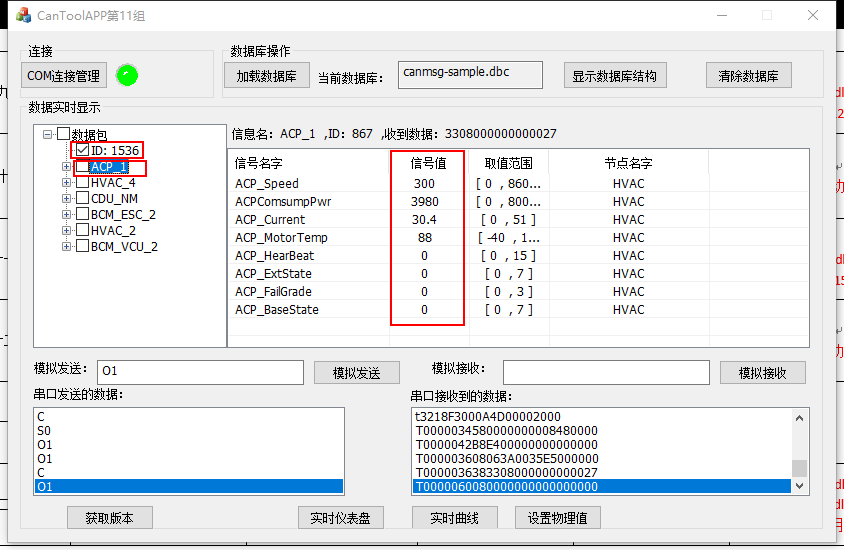 CanToolAPP第11组
连接
数据库操作
COM连接管理
加载数据库
当前数据库:
canmsg-sample.dbc
显示数据库结构
清除数据库
数据实时显示
数据包
ID: 1536
ACP_1
HVAC_4
CDU_NM
BCM_ESC_2
HVAC_2
BCM_VCU_2
信息名: ACP_1 ,ID: 867 ,收到数据: 3308000000000027
信号名字 信号值 取值范围 节点名字
ACP_Speed 300 [ 0 , 860... HVAC
ACPComsumpPwr 3980 [ 0 , 800... HVAC
ACP_Current 30.4 [ 0 , 51 ] HVAC
ACP_MotorTemp 88 [ -40 , 1... HVAC
ACP_HearBeat 0 [ 0 , 15 ] HVAC
ACP_ExtState 0 [ 0 , 7 ] HVAC
ACP_FailGrade 0 [ 0 , 3 ] HVAC
ACP_BaseState 0 [ 0 , 7 ] HVAC
模拟发送:
O1
模拟发送
模拟接收:
模拟接收
串口发送的数据:
C
S0
O1
O1
C
O1
串口接收到的数据:
t3218F3000A4D00002000
T0000034580000000008480000
T0000042B8E400000000000000
T000003608063A0035E5000000
T0000036383308000000000027
T0000060080000000000000000
获取版本
实时仪表盘
实时曲线
设置物理值